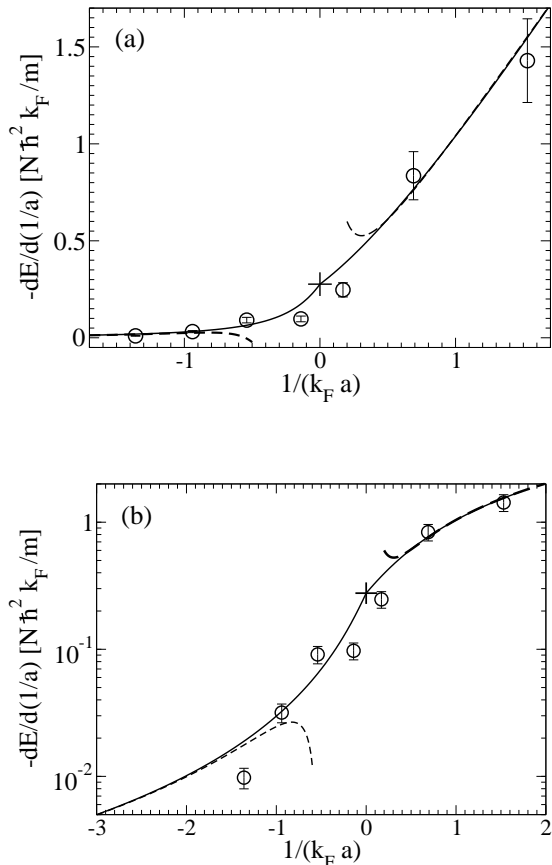 (a)
1.5
1
0.5
0
-dE/d(1/a) [N ħ² k_F/m]
-1 0 1
1/(k_F a)
(b)
1
10⁻¹
10⁻²
-dE/d(1/a) [N ħ² k_F/m]
-3 -2 -1 0 1 2
1/(k_F a)